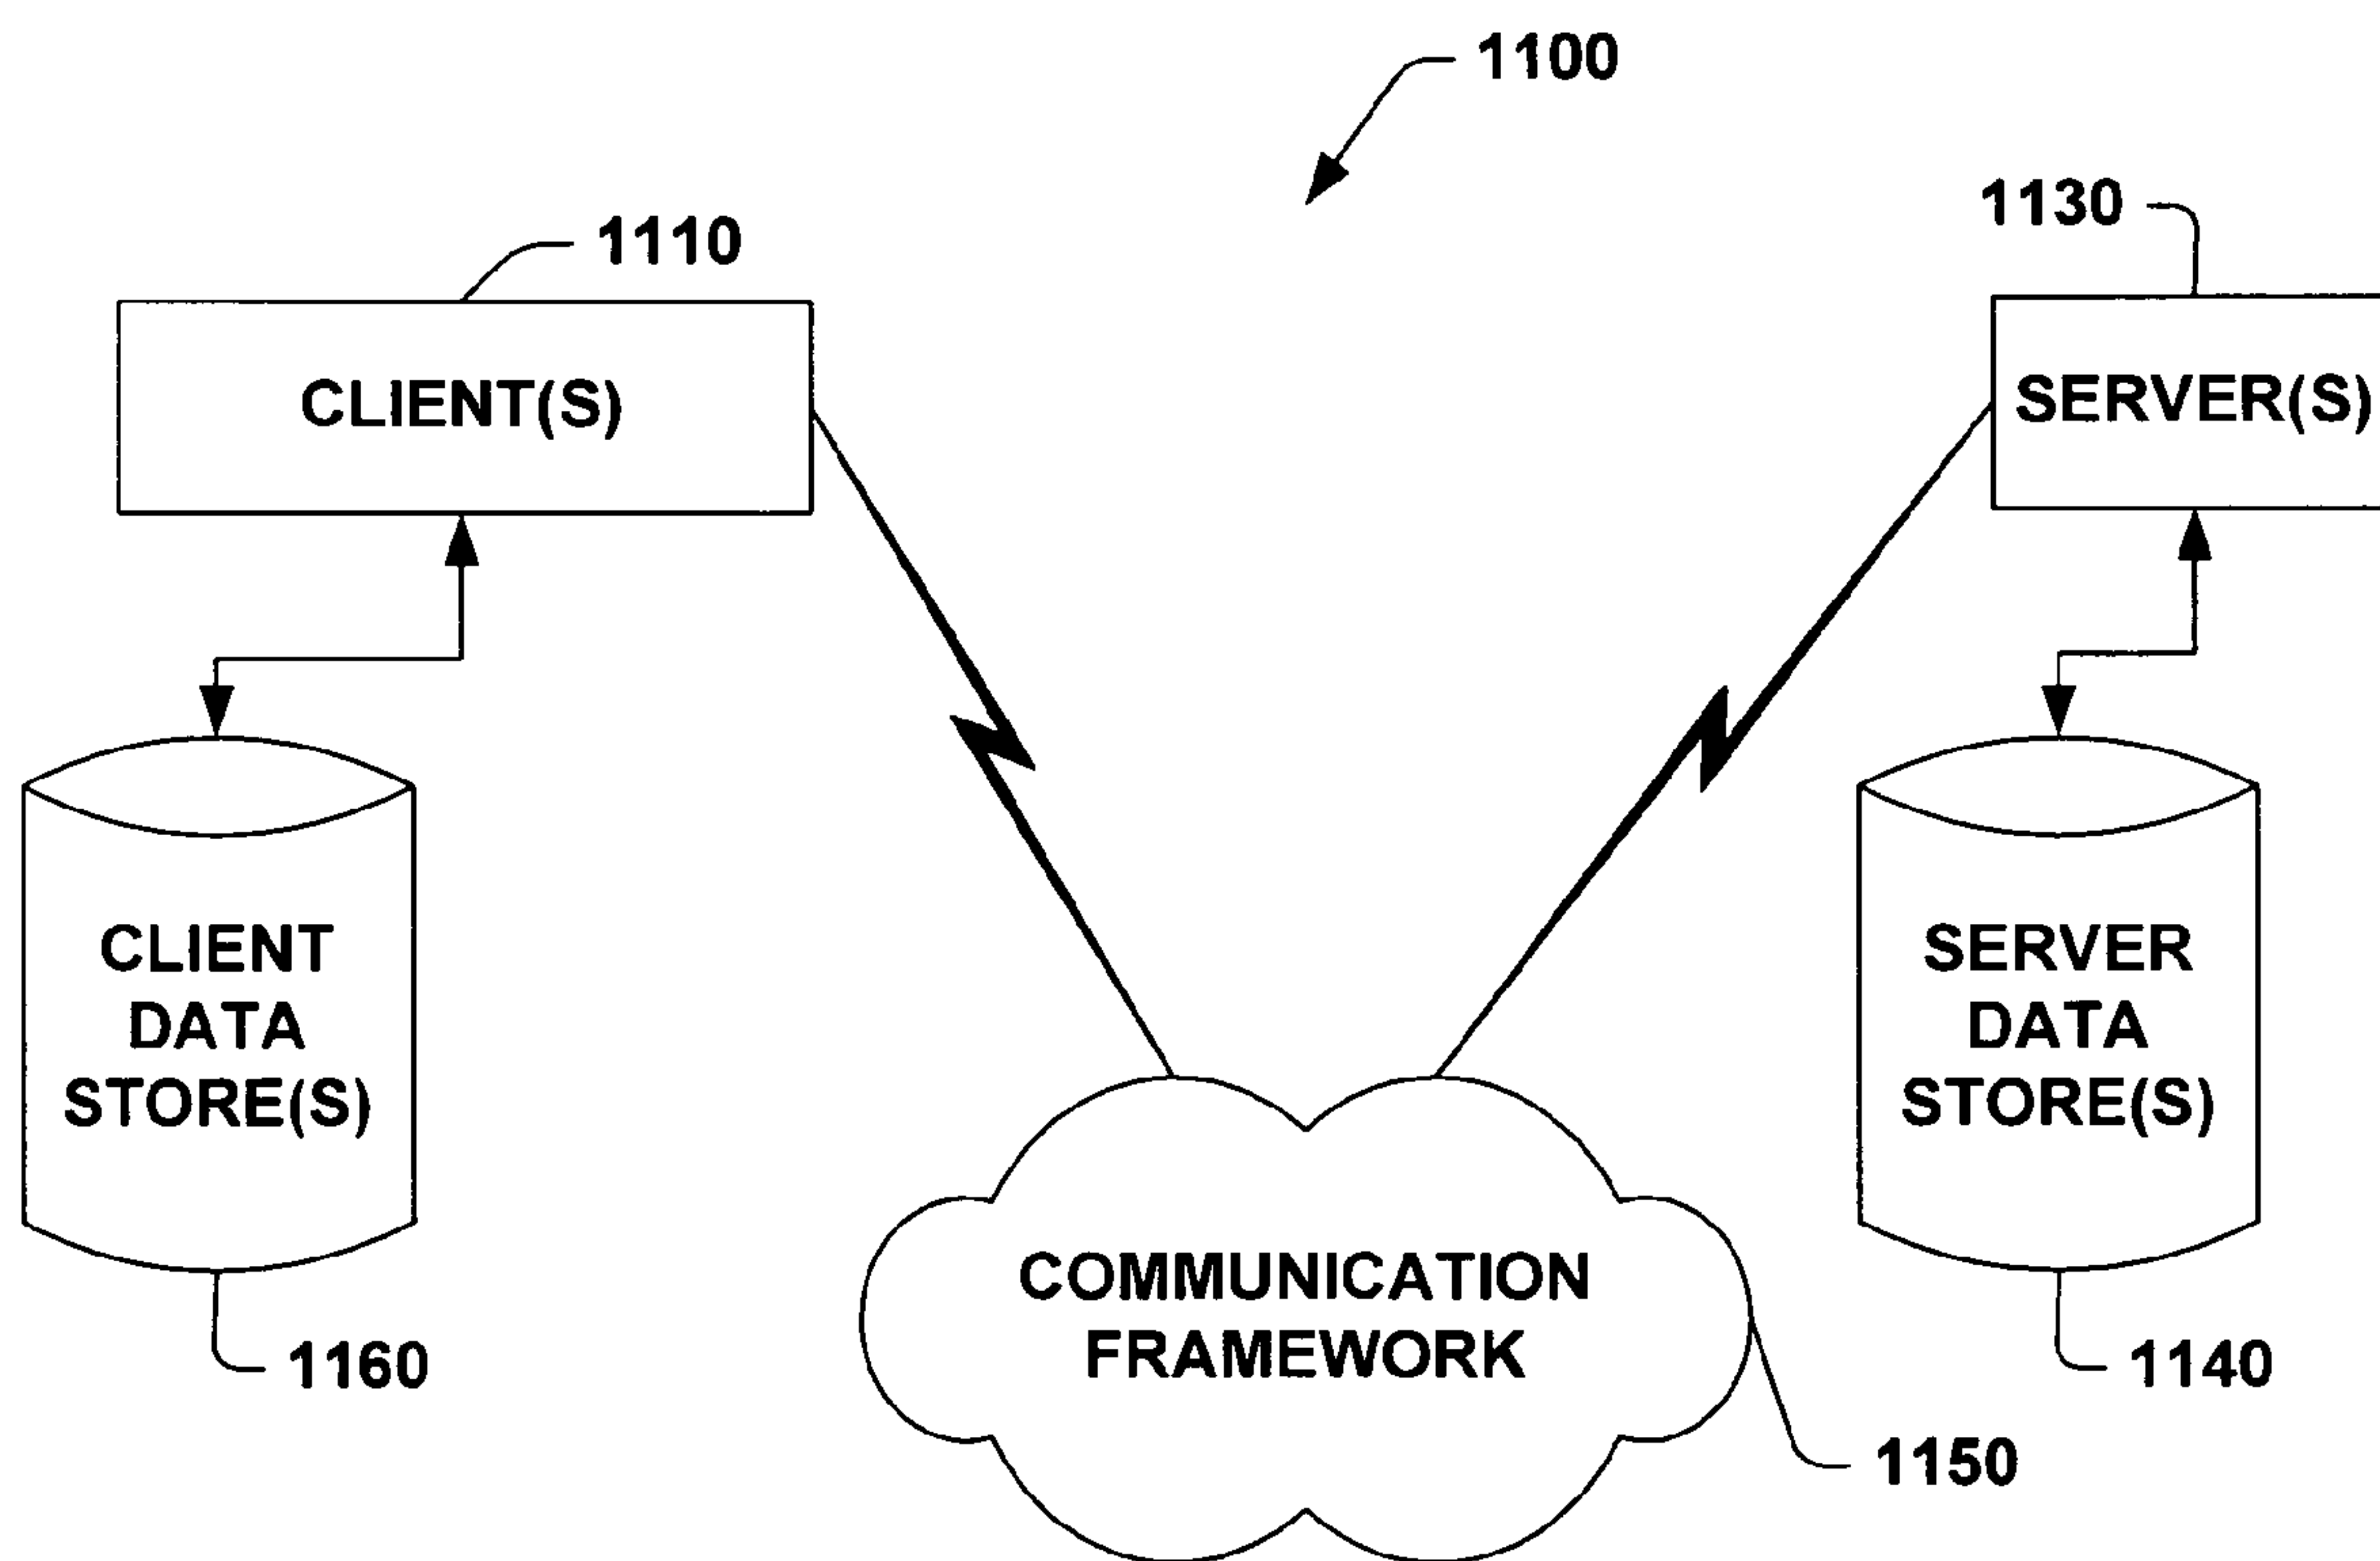 1100
1110
1130
CLIENT(S)
SERVER(S)
CLIENT
DATA
STORE(S)
SERVER
DATA
STORE(S)
COMMUNICATION
FRAMEWORK
1160
1140
1150